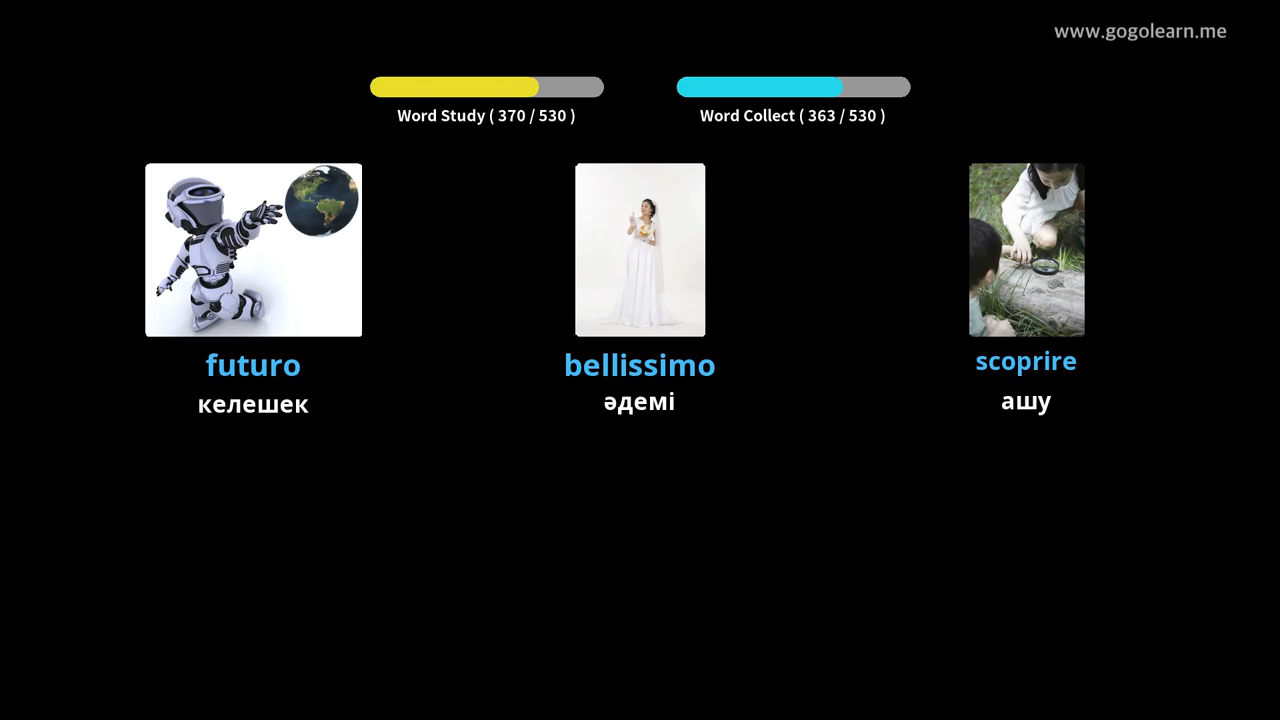 www.gogolearn.me
Word Study ( 370 / 530 )
Word Collect ( 363 / 530 )
futuro
bellissimo
scoprire
келешек
әдемі
ашу